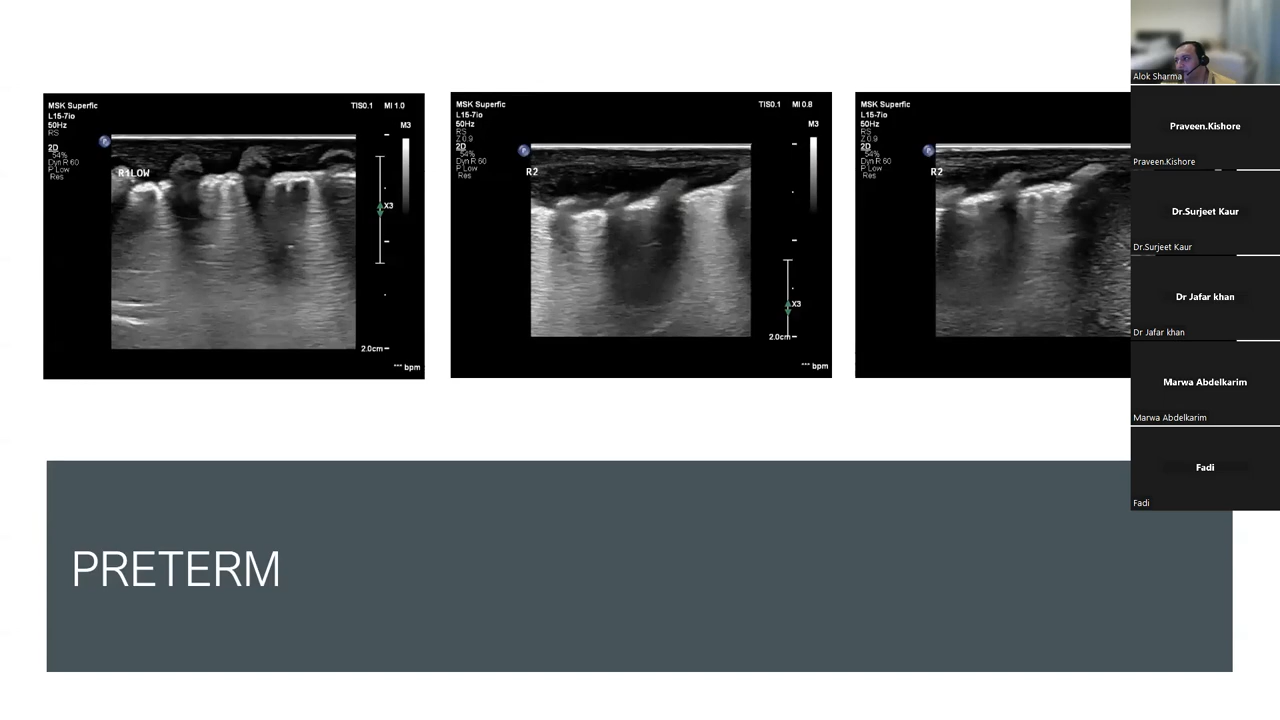 MSK Superfic
TIS0.1 MI 1.0
L15-7io
50Hz
RS
M3
2D
54%
Dyn R 60
P Low
Res
R1LOW
X3
2.0cm
*** bpm
MSK Superfic
TIS0.1 MI 0.8
L15-7io
50Hz
RS
Z 0.9
M3
2D
54%
Dyn R 60
P Low
Res
R2
X3
2.0cm
*** bpm
MSK Superfic
L15-7io
50Hz
RS
Z 0.9
2D
54%
Dyn R 60
P Low
Res
R2
PRETERM
Alok Sharma
Praveen.Kishore
Praveen.Kishore
Dr.Surjeet Kaur
Dr.Surjeet Kaur
Dr Jafar khan
Dr Jafar khan
Marwa Abdelkarim
Marwa Abdelkarim
Fadi
Fadi